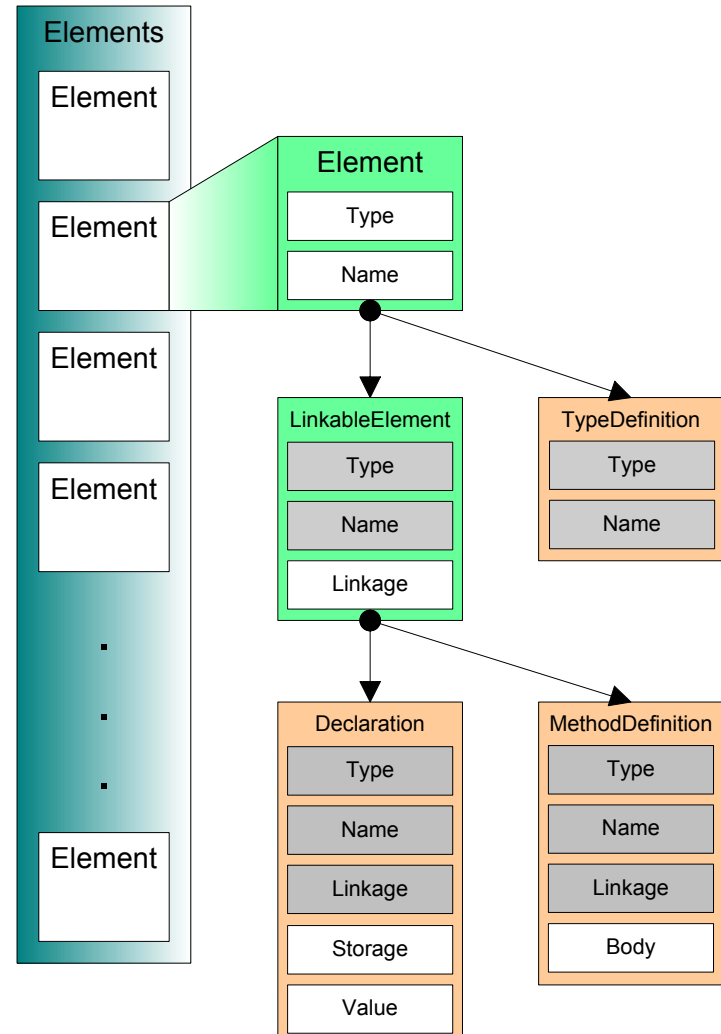 Elements
Element
Element
Element
Element
.
.
.
Element
Element
Type
Name
LinkableElement
Type
Name
Linkage
TypeDefinition
Type
Name
Declaration
Type
Name
Linkage
Storage
Value
MethodDefinition
Type
Name
Linkage
Body